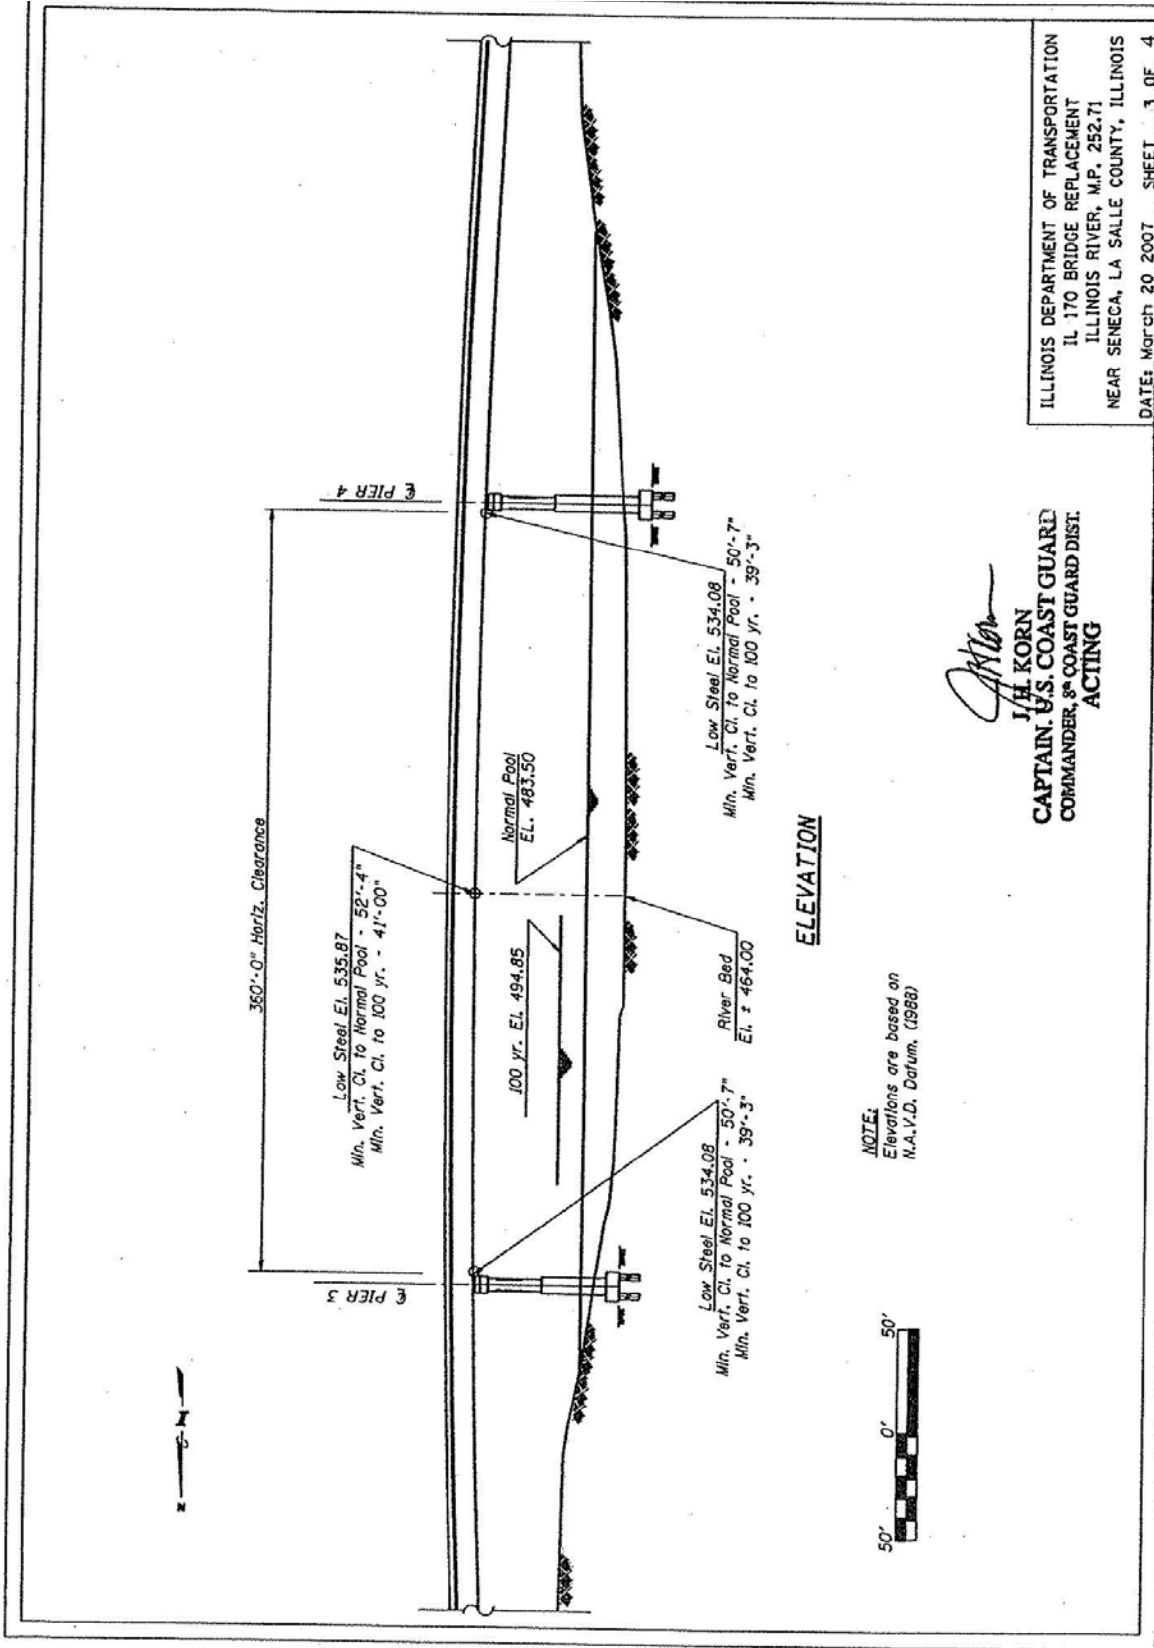 N
360'-0" Horiz. Clearance
℄ PIER 3
℄ PIER 4
Low Steel El. 535.87
Min. Vert. Cl. to Normal Pool - 52'-4"
Min. Vert. Cl. to 100 yr. - 41'-00"
100 yr. El. 494.85
Normal Pool
EL. 483.50
Low Steel El. 534.08
Min. Vert. Cl. to Normal Pool - 50'-7"
Min. Vert. Cl. to 100 yr. - 39'-3"
River Bed
El. ± 464.00
Low Steel El. 534.08
Min. Vert. Cl. to Normal Pool - 50'-7"
Min. Vert. Cl. to 100 yr. - 39'-3"
ELEVATION
NOTE:
Elevations are based on
N.A.V.D. Datum. (1988)
50' 0' 50'
J.H. KORN
CAPTAIN. U.S. COAST GUARD
COMMANDER, 8th COAST GUARD DIST.
ACTING
ILLINOIS DEPARTMENT OF TRANSPORTATION
IL 170 BRIDGE REPLACEMENT
ILLINOIS RIVER, M.P. 252.71
NEAR SENECA, LA SALLE COUNTY, ILLINOIS
DATE: March 20 2007 SHEET 3 OF 4